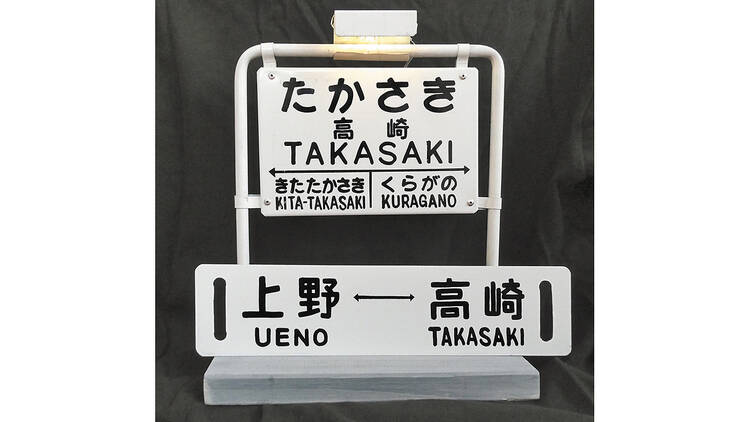 たかさき
高崎
TAKASAKI
きたたかさき くらがの
KITA-TAKASAKI KURAGANO
上野 ↔ 高崎
UENO TAKASAKI